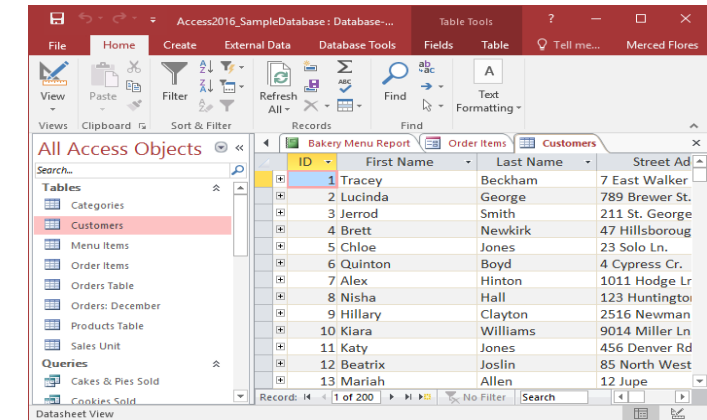 Access2016_SampleDatabase : Database-... Table Tools ?
File Home Create External Data Database Tools Fields Table Tell me... Merced Flores
View Paste Filter Refresh All Find Text Formatting
ab ac
ABC
A
Views Clipboard Sort & Filter Records Find
All Access Objects
Search...
Tables
Categories
Customers
Menu Items
Order Items
Orders Table
Orders: December
Products Table
Sales Unit
Queries
Cakes & Pies Sold
Cookies Sold
Bakery Menu Report Order Items Customers
ID First Name Last Name Street Ad
1 Tracey Beckham 7 East Walker
2 Lucinda George 789 Brewer St.
3 Jerrod Smith 211 St. George
4 Brett Newkirk 47 Hillsboroug
5 Chloe Jones 23 Solo Ln.
6 Quinton Boyd 4 Cypress Cr.
7 Alex Hinton 1011 Hodge Lr
8 Nisha Hall 123 Huntingto
9 Hillary Clayton 2516 Newman
10 Kiara Williams 9014 Miller Ln
11 Katy Jones 456 Denver Rd
12 Beatrix Joslin 85 North West
13 Mariah Allen 12 Jupe
Record: 1 of 200 No Filter Search
Datasheet View